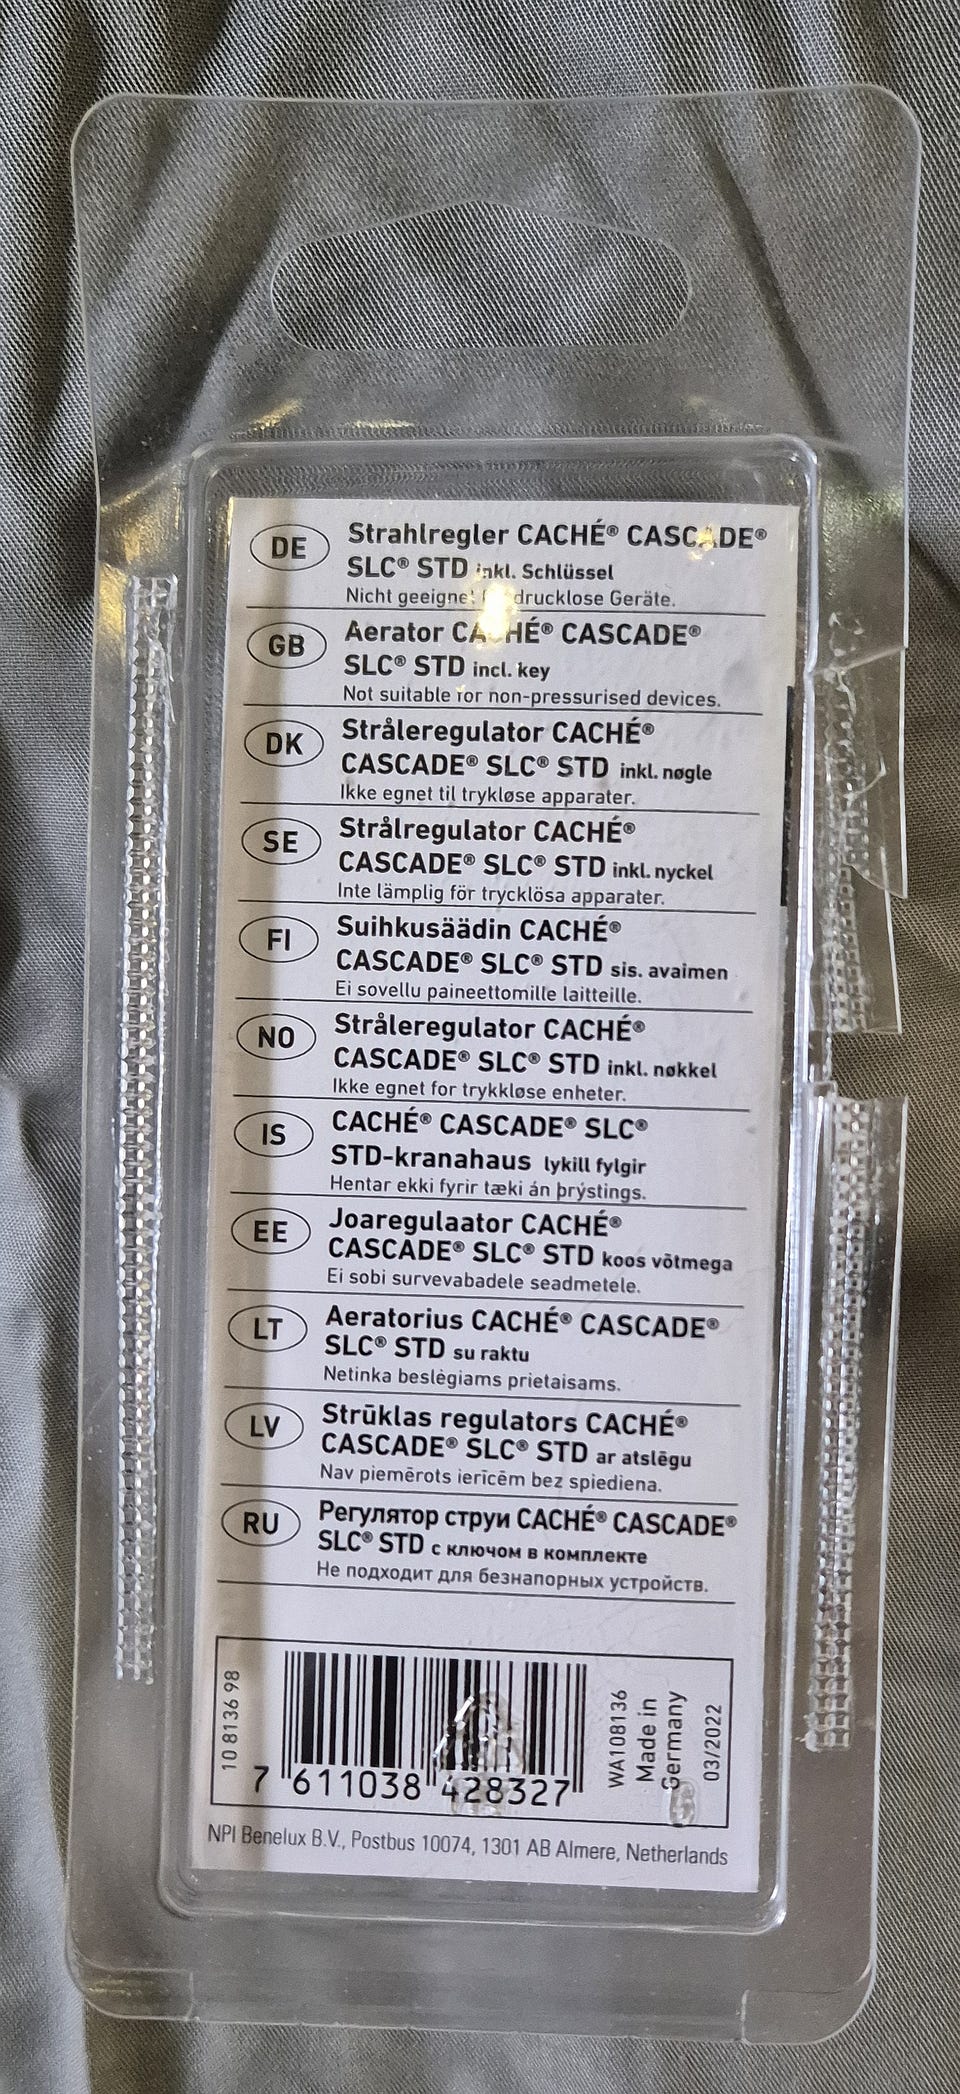 DE
Strahlregler CACHÉ® CASCADE®
SLC® STD inkl. Schlüssel
Nicht geeignet drucklose Geräte.
GB
Aerator CACHÉ® CASCADE®
SLC® STD incl. key
Not suitable for non-pressurised devices.
DK
Stråleregulator CACHÉ®
CASCADE® SLC® STD inkl. nøgle
Ikke egnet til trykløse apparater.
SE
Strålregulator CACHÉ®
CASCADE® SLC® STD inkl. nyckel
Inte lämplig för trycklösa apparater.
FI
Suihkusäädin CACHÉ®
CASCADE® SLC® STD sis. avaimen
Ei sovellu paineettomille laitteille.
NO
Stråleregulator CACHÉ®
CASCADE® SLC® STD inkl. nøkkel
Ikke egnet for trykkløse enheter.
IS
CACHÉ® CASCADE® SLC®
STD-kranahaus lykill fylgir
Hentar ekki fyrir tæki án þrýstings.
EE
Joaregulaator CACHÉ®
CASCADE® SLC® STD koos võtmega
Ei sobi survevabadele seadmetele.
LT
Aeratorius CACHÉ® CASCADE®
SLC® STD su raktu
Netinka beslėgiams prietaisams.
LV
Strūklas regulators CACHÉ®
CASCADE® SLC® STD ar atslēgu
Nav piemērots ierīcēm bez spiediena.
RU
Регулятор струи CACHÉ® CASCADE®
SLC® STD с ключом в комплекте
Не подходит для безнапорных устройств.
10 8136 98
7 611038 428327
WA108136
Made in
Germany
03/2022
NPI Benelux B.V., Postbus 10074, 1301 AB Almere, Netherlands